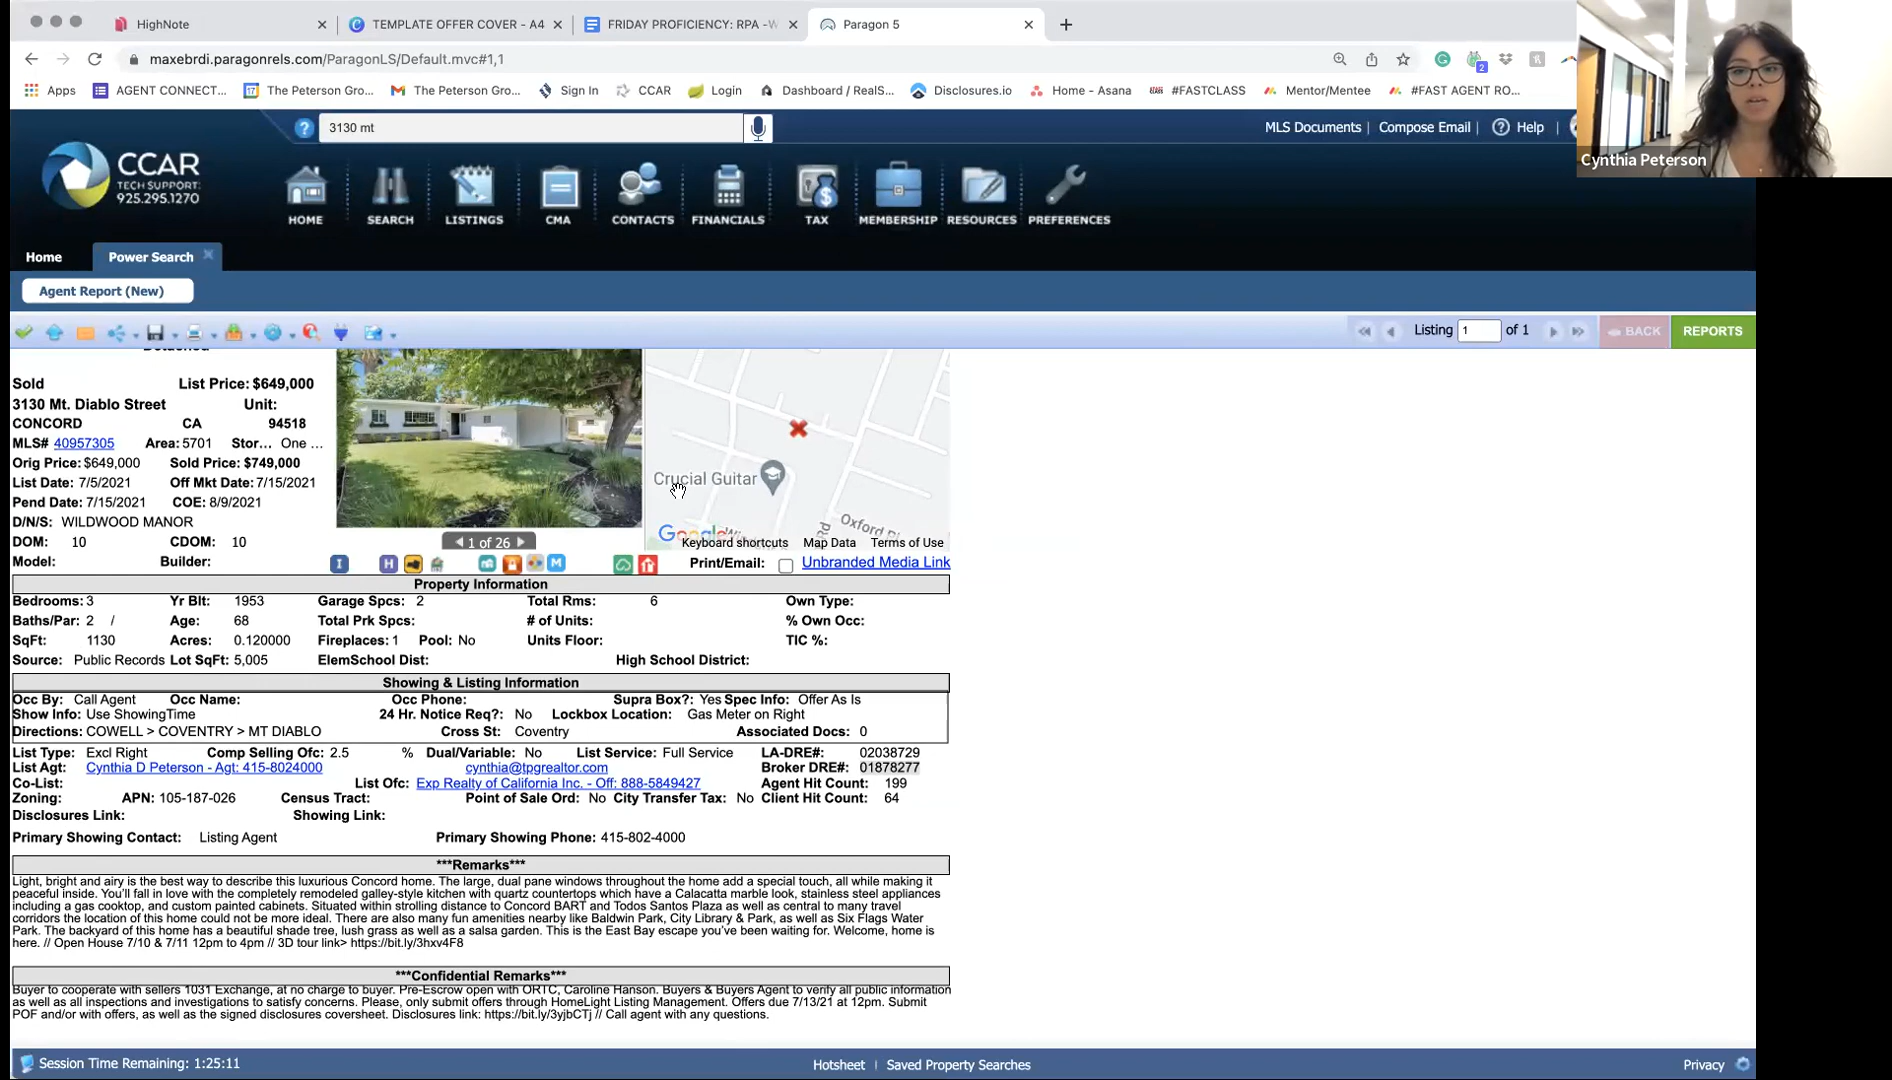 HighNote
TEMPLATE OFFER COVER - A4
FRIDAY PROFICIENCY: RPA -W
Paragon 5
maxebrdi.paragonrels.com/ParagonLS/Default.mvc#1,1
2
Apps
AGENT CONNECT...
17 The Peterson Gro...
The Peterson Gro...
Sign In
CCAR
Login
Dashboard / RealS...
Disclosures.io
Home - Asana
#FASTCLASS
Mentor/Mentee
#FAST AGENT RO...
Cynthia Peterson
3130 mt
MLS Documents | Compose Email | Help |
CCAR
TECH SUPPORT:
925.295.1270
HOME
SEARCH
LISTINGS
CMA
CONTACTS
FINANCIALS
TAX
MEMBERSHIP
RESOURCES
PREFERENCES
Home
Power Search
Agent Report (New)
Listing 1 of 1
BACK
REPORTS
Detached
Sold List Price: $649,000
3130 Mt. Diablo Street Unit:
CONCORD CA 94518
MLS# 40957305 Area: 5701 Stor... One ...
Orig Price: $649,000 Sold Price: $749,000
List Date: 7/5/2021 Off Mkt Date: 7/15/2021
Pend Date: 7/15/2021 COE: 8/9/2021
D/N/S: WILDWOOD MANOR
DOM: 10 CDOM: 10
Model: Builder:
1 of 26
Crucial Guitar
Oxford Pl
Rd
Google
Keyboard shortcuts Map Data Terms of Use
I H M
Print/Email: Unbranded Media Link
Property Information
Bedrooms: 3 Yr Blt: 1953 Garage Spcs: 2 Total Rms: 6 Own Type:
Baths/Par: 2 / Age: 68 Total Prk Spcs: # of Units: % Own Occ:
SqFt: 1130 Acres: 0.120000 Fireplaces: 1 Pool: No Units Floor: TIC %:
Source: Public Records Lot SqFt: 5,005 ElemSchool Dist: High School District:
Showing & Listing Information
Occ By: Call Agent Occ Name: Occ Phone: Supra Box?: Yes Spec Info: Offer As Is
Show Info: Use ShowingTime 24 Hr. Notice Req?: No Lockbox Location: Gas Meter on Right
Directions: COWELL > COVENTRY > MT DIABLO Cross St: Coventry Associated Docs: 0
List Type: Excl Right Comp Selling Ofc: 2.5 % Dual/Variable: No List Service: Full Service LA-DRE#: 02038729
List Agt: Cynthia D Peterson - Agt: 415-8024000 cynthia@tpgrealtor.com Broker DRE#: 01878277
Co-List: List Ofc: Exp Realty of California Inc. - Off: 888-5849427 Agent Hit Count: 199
Zoning: APN: 105-187-026 Census Tract: Point of Sale Ord: No City Transfer Tax: No Client Hit Count: 64
Disclosures Link: Showing Link:
Primary Showing Contact: Listing Agent Primary Showing Phone: 415-802-4000
***Remarks***
Light, bright and airy is the best way to describe this luxurious Concord home. The large, dual pane windows throughout the home add a special touch, all while making it
peaceful inside. You'll fall in love with the completely remodeled galley-style kitchen with quartz countertops which have a Calacatta marble look, stainless steel appliances
including a gas cooktop, and custom painted cabinets. Situated within strolling distance to Concord BART and Todos Santos Plaza as well as central to many travel
corridors the location of this home could not be more ideal. There are also many fun amenities nearby like Baldwin Park, City Library & Park, as well as Six Flags Water
Park. The backyard of this home has a beautiful shade tree, lush grass as well as a salsa garden. This is the East Bay escape you've been waiting for. Welcome, home is
here. // Open House 7/10 & 7/11 12pm to 4pm // 3D tour link> https://bit.ly/3hxv4F8
***Confidential Remarks***
Buyer to cooperate with sellers 1031 Exchange, at no charge to buyer. Pre-Escrow open with ORTC, Caroline Hanson. Buyers & Buyers Agent to verify all public information
as well as all inspections and investigations to satisfy concerns. Please, only submit offers through HomeLight Listing Management. Offers due 7/13/21 at 12pm. Submit
POF and/or with offers, as well as the signed disclosures coversheet. Disclosures link: https://bit.ly/3yjbCTj // Call agent with any questions.
Session Time Remaining: 1:25:11
Hotsheet | Saved Property Searches
Privacy